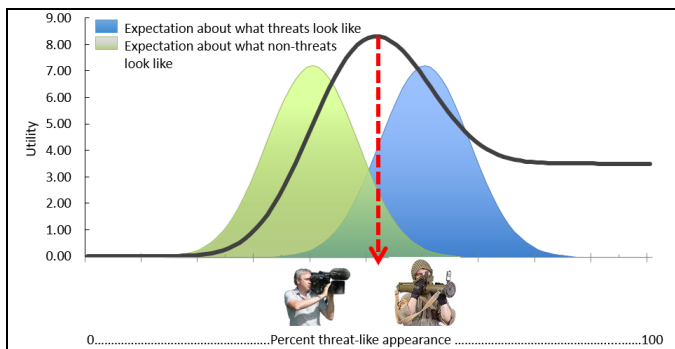 9.00
8.00
7.00
6.00
5.00
4.00
3.00
2.00
1.00
0.00
Utility
Expectation about what threats look like
Expectation about what non-threats
look like
0..........................................Percent threat-like appearance ............................................100